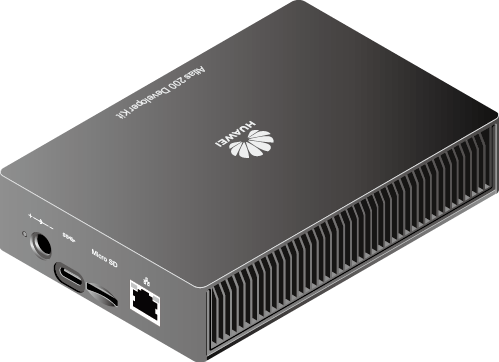 Atlas 200 Developer Kit
HUAWEI
Micro SD